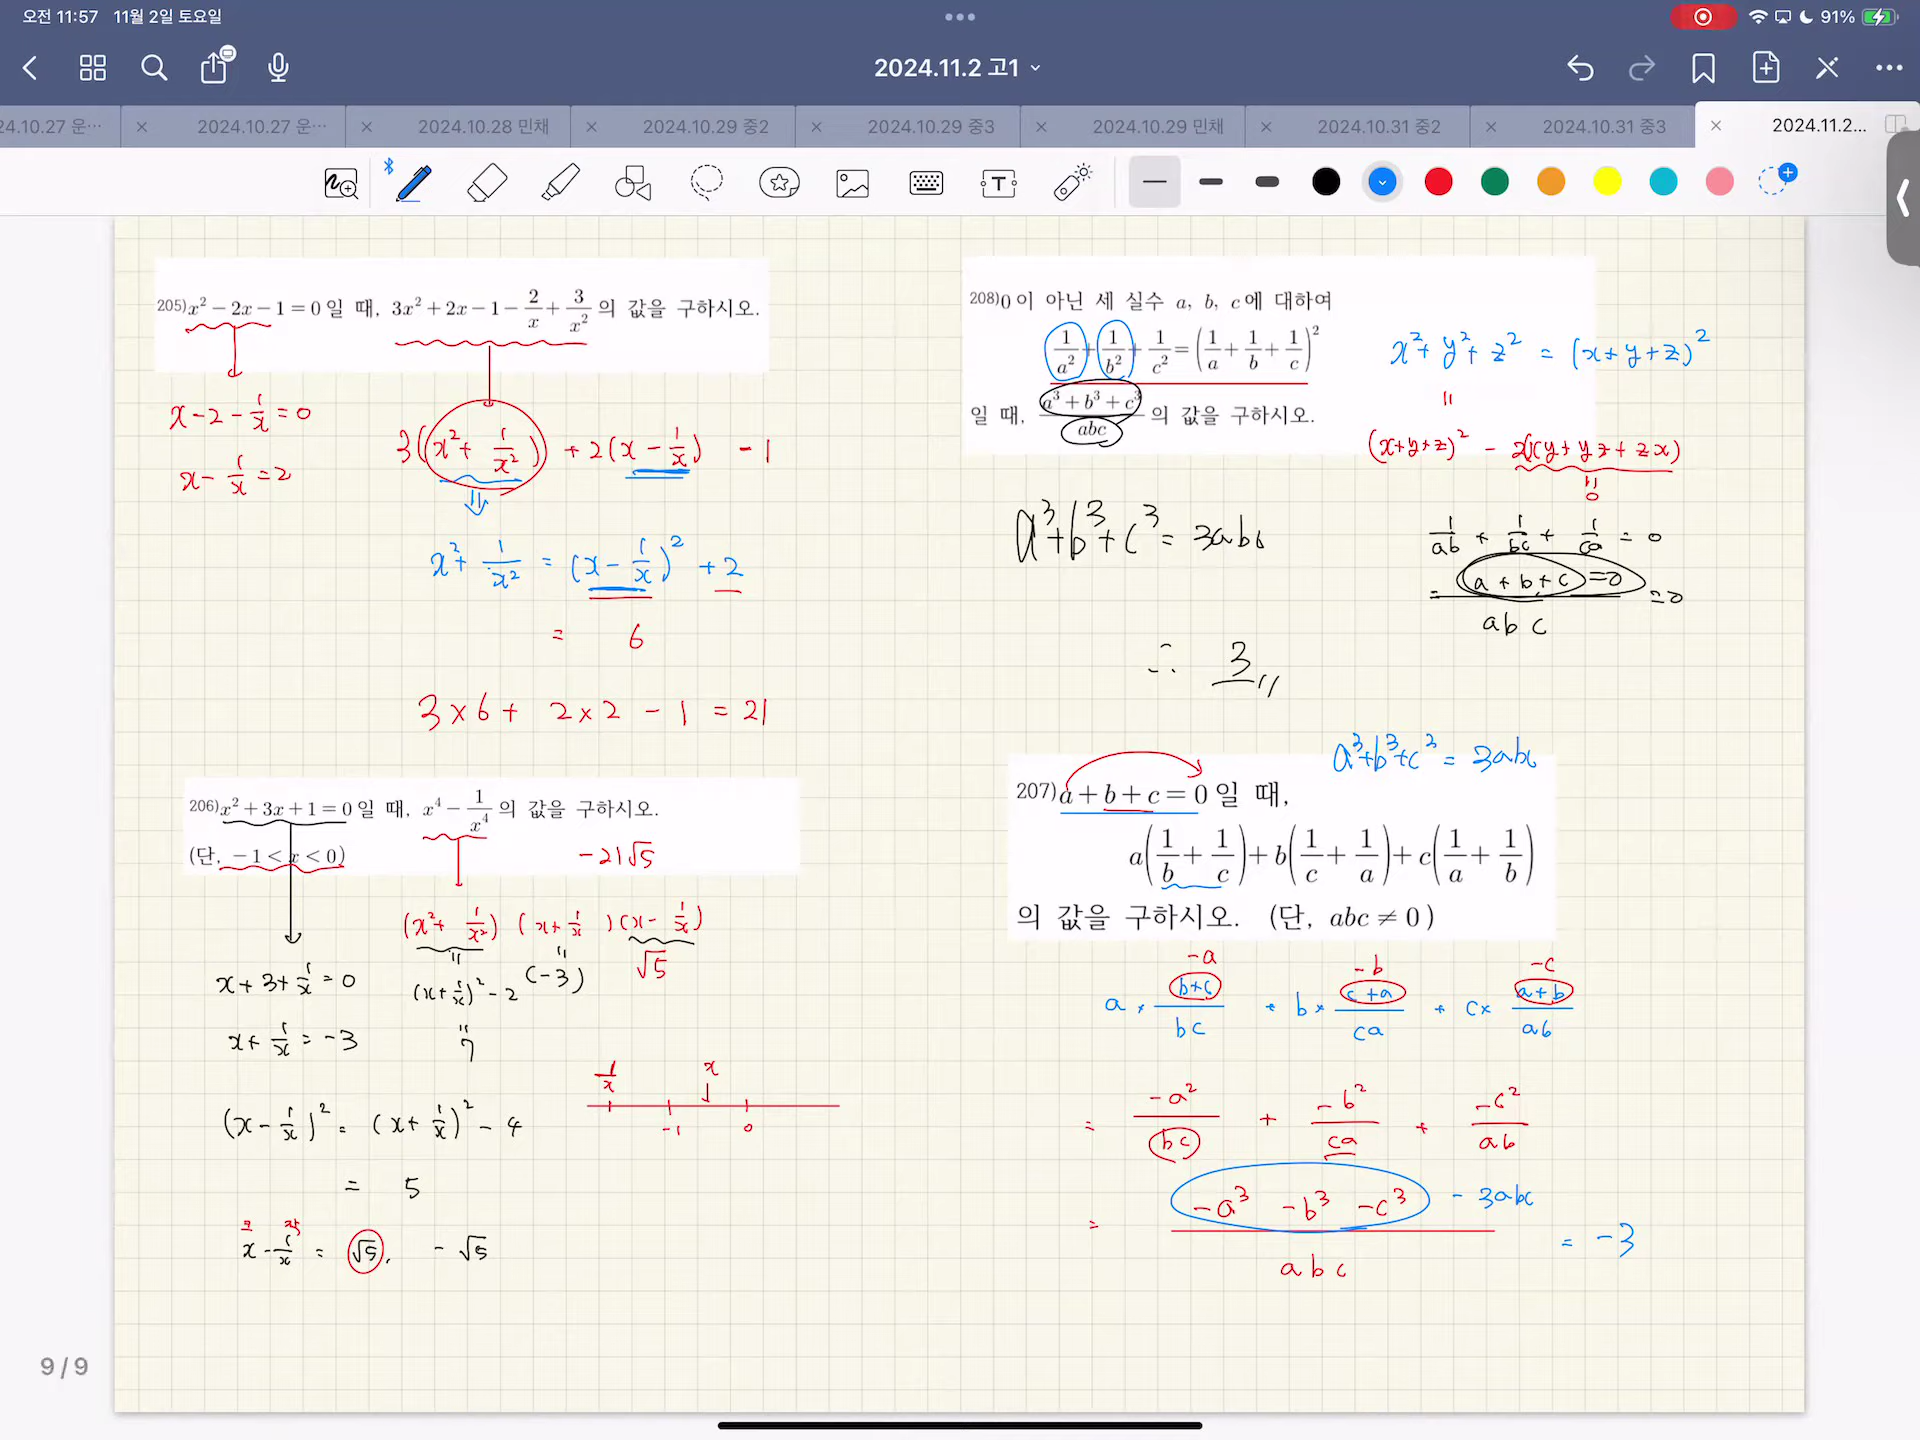 오전 11:57 11월 2일 토요일
91%
2024.11.2 고1
24.10.27 운…
2024.10.27 운…
2024.10.28 민채
2024.10.29 중2
2024.10.29 중3
2024.10.29 민채
2024.10.31 중2
2024.10.31 중3
2024.11.2...
205) x² − 2x − 1 = 0일 때, 3x² + 2x − 1 − 2/x + 3/x² 의 값을 구하시오.
x − 2 − 1/x = 0
x − 1/x = 2
3(x² + 1/x²) + 2(x − 1/x) − 1
x² + 1/x² = (x − 1/x)² + 2
= 6
3×6 + 2×2 − 1 = 21
206) x² + 3x + 1 = 0일 때, x⁴ − 1/x⁴ 의 값을 구하시오.
(단, −1 < x < 0)
−21√5
(x² + 1/x²) (x + 1/x) (x − 1/x)
x + 3 + 1/x = 0
(x + 1/x)² − 2
(−3)
√5
x + 1/x = −3
7
1/x x
−1 0
(x − 1/x)² = (x + 1/x)² − 4
= 5
x − 1/x = √5, −√5
208) 0이 아닌 세 실수 a, b, c에 대하여
1/a² + 1/b² + 1/c² = (1/a + 1/b + 1/c)²
일 때, (a³ + b³ + c³)/abc 의 값을 구하시오.
x² + y² + z² = (x + y + z)²
=
(x+y+z)² − 2(xy + yz + zx)
= 0
1/ab + 1/bc + 1/ca = 0
= (a + b + c)/abc = 0
= 0
a³ + b³ + c³ = 3abc
∴ 3
a³ + b³ + c³ = 3abc
207) a + b + c = 0일 때,
a(1/b + 1/c) + b(1/c + 1/a) + c(1/a + 1/b)
의 값을 구하시오. (단, abc ≠ 0)
−a −b −c
a × (b+c)/bc + b × (c+a)/ca + c × (a+b)/ab
= −a²/bc + −b²/ca + −c²/ab
= (−a³ −b³ −c³)/abc
− 3abc
= −3
9 / 9